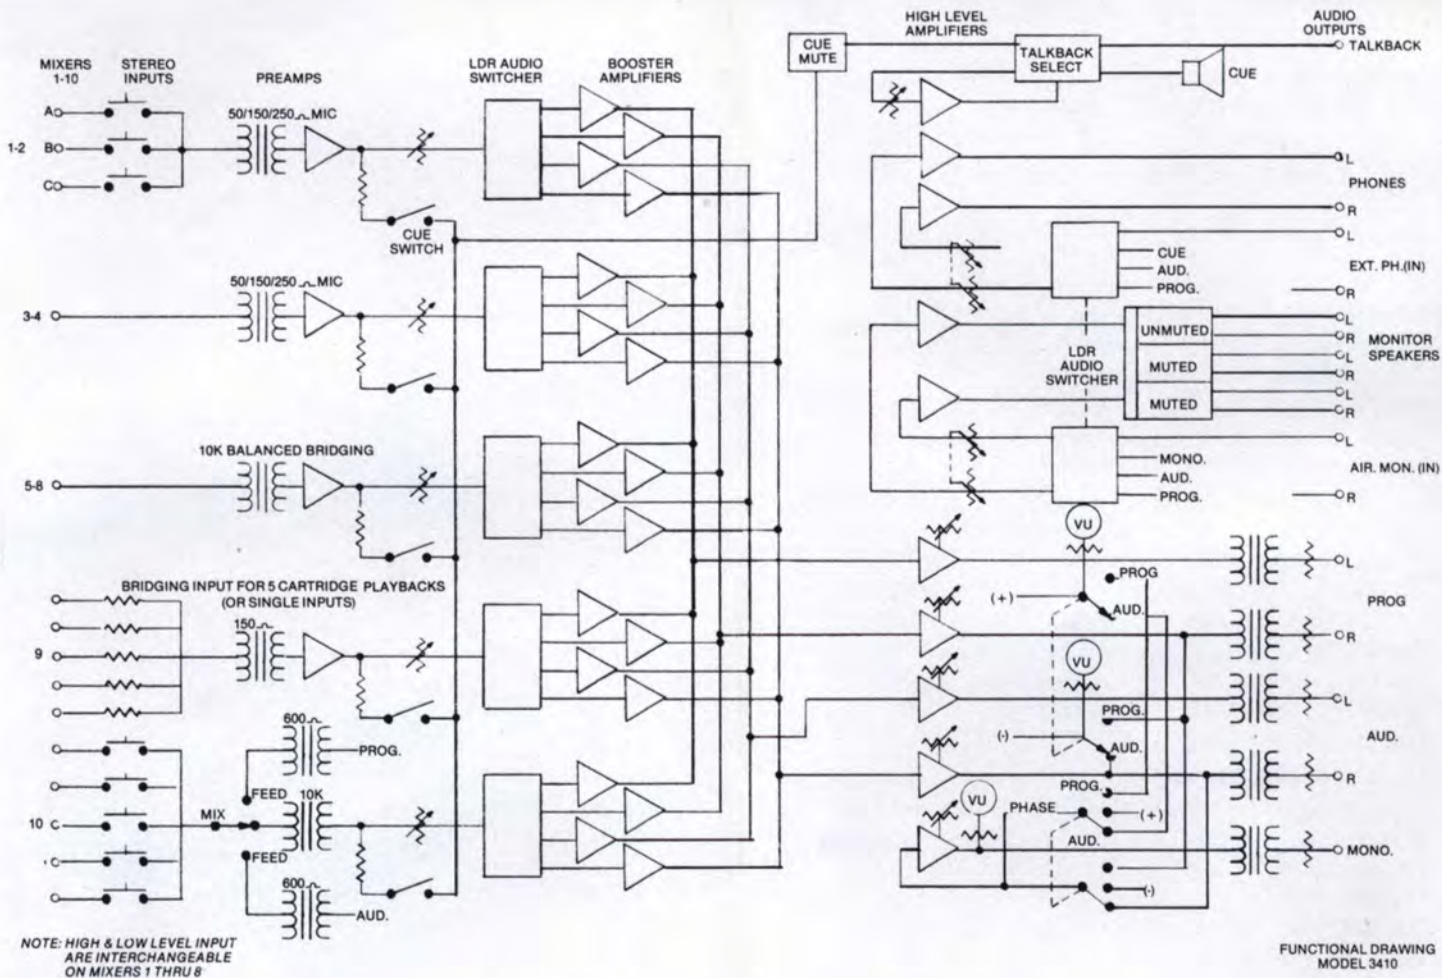 MIXERS
1-10
STEREO
INPUTS
PREAMPS
LDR AUDIO
SWITCHER
BOOSTER
AMPLIFIERS
HIGH LEVEL
AMPLIFIERS
AUDIO
OUTPUTS
CUE
MUTE
TALKBACK
SELECT
TALKBACK
CUE
A
1-2
B
C
50/150/250 MIC
CUE
SWITCH
L
PHONES
R
L
CUE
AUD.
PROG.
EXT. PH.(IN)
R
3-4
50/150/250 MIC
UNMUTED
MUTED
MUTED
L
R
L
R
L
R
MONITOR
SPEAKERS
LDR
AUDIO
SWITCHER
L
MONO.
AUD.
PROG.
AIR. MON. (IN)
R
5-8
10K BALANCED BRIDGING
BRIDGING INPUT FOR 5 CARTRIDGE PLAYBACKS
(OR SINGLE INPUTS)
9
150
VU
PROG
(+)
AUD.
L
PROG
R
VU
PROG.
(-)
AUD.
L
AUD.
R
10
MIX
600
PROG.
FEED
10K
FEED
600
AUD.
VU
PROG.
PHASE
(+)
AUD.
(-)
MONO.
NOTE: HIGH & LOW LEVEL INPUT
ARE INTERCHANGEABLE
ON MIXERS 1 THRU 8
FUNCTIONAL DRAWING
MODEL 3410